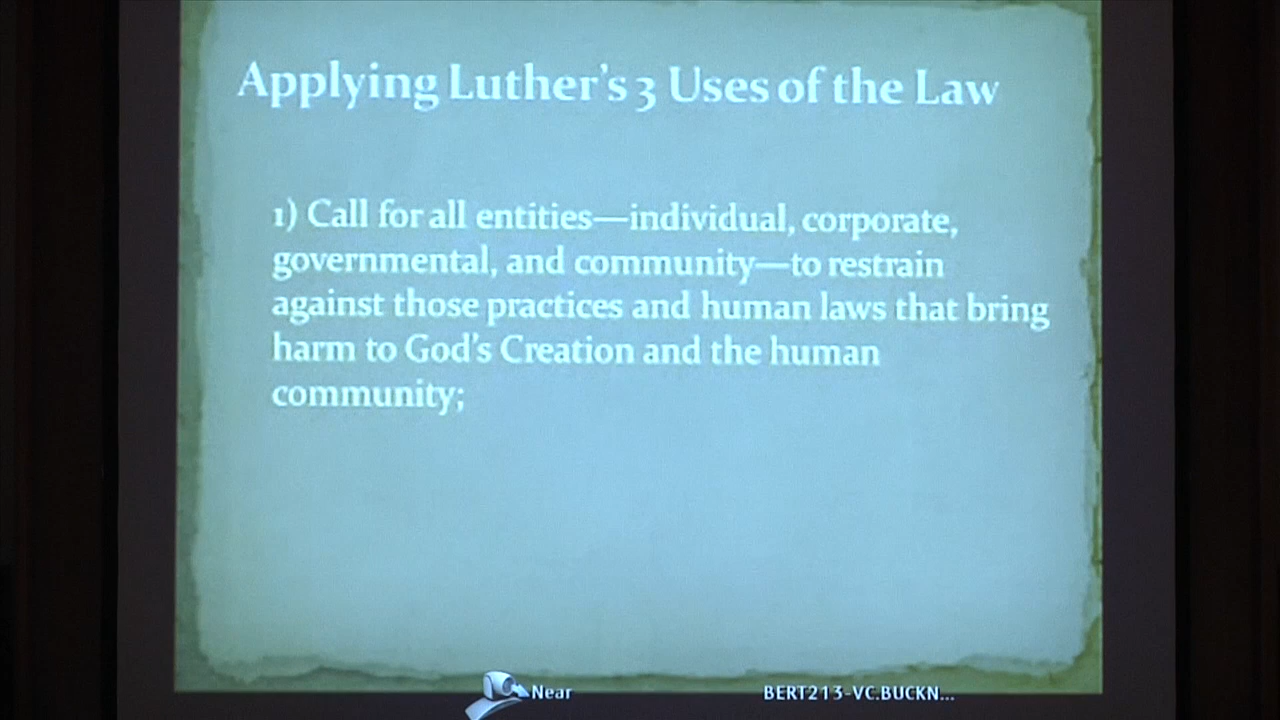 Applying Luther's 3 Uses of the Law
1) Call for all entities—individual, corporate,
governmental, and community—to restrain
against those practices and human laws that bring
harm to God's Creation and the human
community;
Near
BERT213-VC.BUCKN...